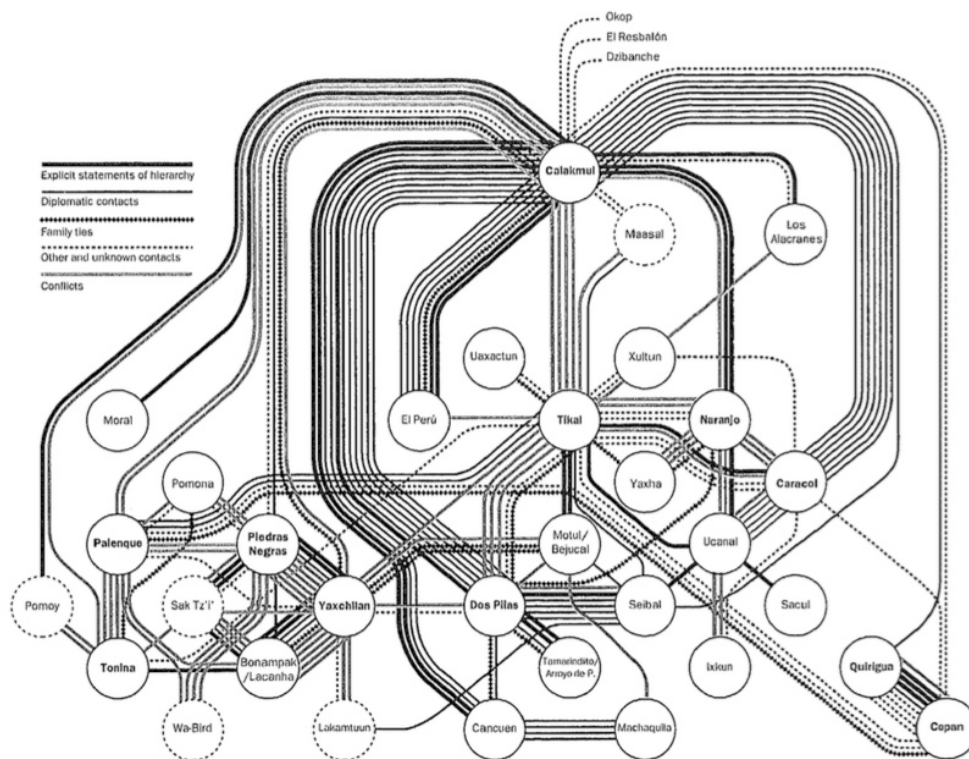 Okop
El Resbalón
Dzibanche
Calakmul
Explicit statements of hierarchy
Diplomatic contacts
Family ties
Other and unknown contacts
Conflicts
Maasal
Los
Alacranes
Uaxactun
Xultun
Moral
El Perú
Tikal
Naranjo
Pomona
Yaxha
Caracol
Palenque
Piedras
Negras
Motul/
Bejucal
Ucanal
Pomoy
Sak Tz'i'
Yaxchilan
Dos Pilas
Seibal
Sacul
Tonina
Bonampak
/Lacanha
Tamarindito/
Arroyo de P.
Ixkun
Quirigua
Wa-Bird
Lakamtuun
Cancuen
Machaquila
Copan